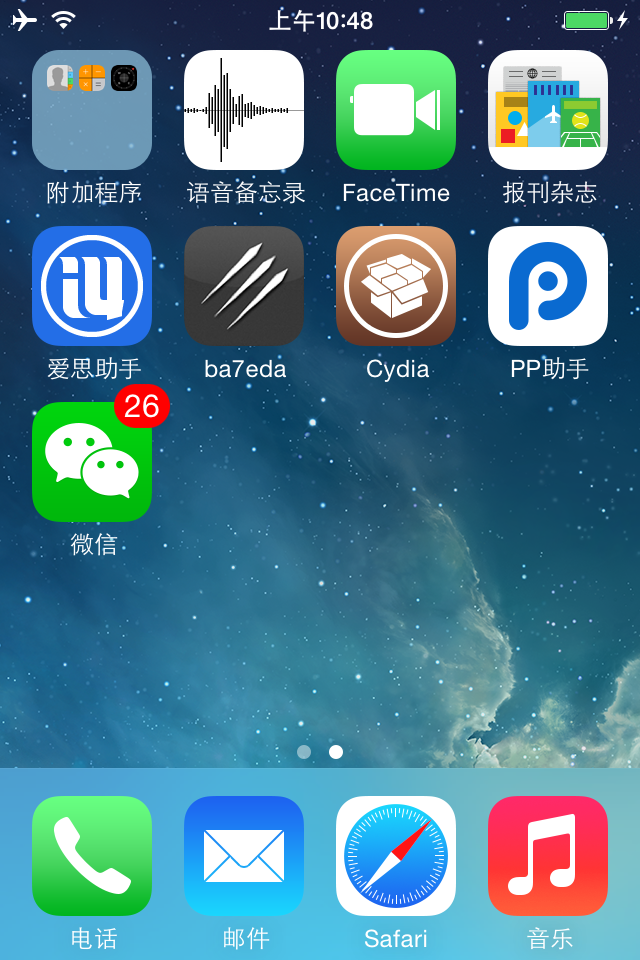 上午10:48
附加程序
语音备忘录
FaceTime
报刊杂志
爱思助手
ba7eda
Cydia
PP助手
26
微信
电话
邮件
Safari
音乐